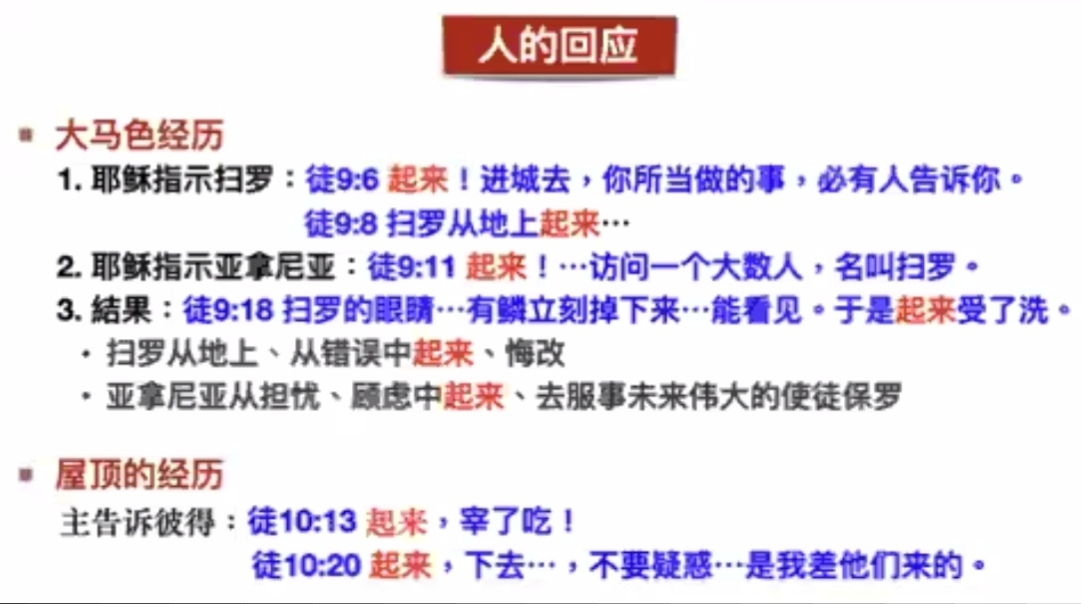 人的回应
▪ 大马色经历
1. 耶稣指示扫罗：徒9:6 起来！进城去，你所当做的事，必有人告诉你。
徒9:8 扫罗从地上起来⋯
2. 耶稣指示亚拿尼亚：徒9:11 起来！⋯访问一个大数人，名叫扫罗。
3. 結果：徒9:18 扫罗的眼睛⋯有鳞立刻掉下来⋯能看见。于是起来受了洗。
• 扫罗从地上、从错误中起来、悔改
• 亚拿尼亚从担忧、顾虑中起来、去服事未来伟大的使徒保罗
▪ 屋顶的经历
主告诉彼得：徒10:13 起来，宰了吃！
徒10:20 起来，下去⋯，不要疑惑⋯是我差他们来的。